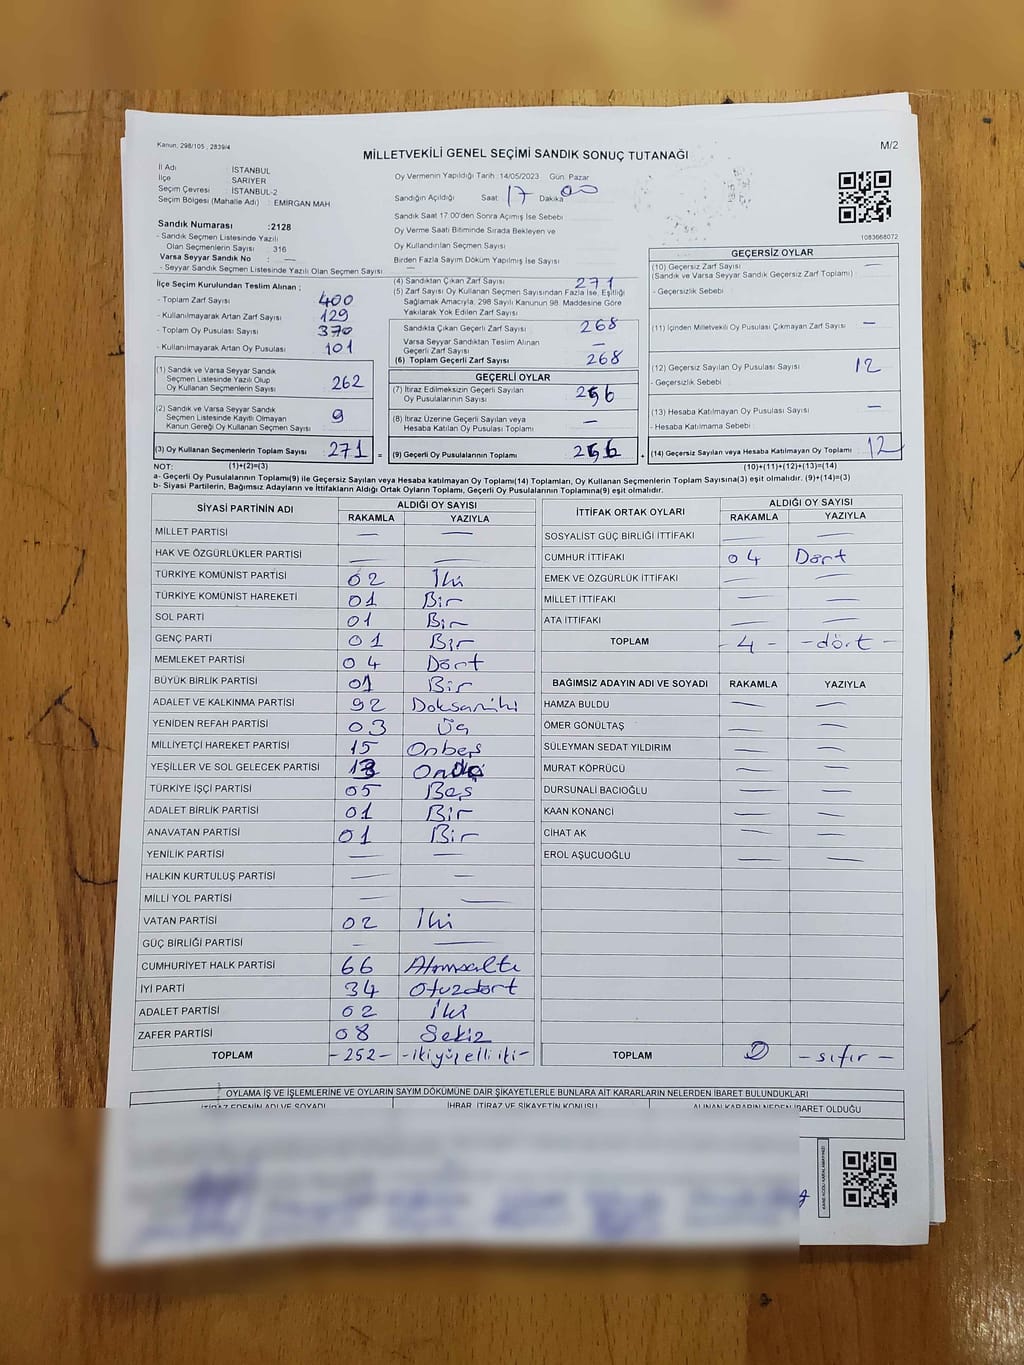 Kanun, 298/105 , 2839/4
M/2
MİLLETVEKİLİ GENEL SEÇİMİ SANDIK SONUÇ TUTANAĞI
İl Adı : İSTANBUL
İlçe : SARIYER
Seçim Çevresi : İSTANBUL-2
Seçim Bölgesi (Mahalle Adı) : EMIRGAN MAH
Sandık Numarası :2128
- Sandık Seçmen Listesinde Yazılı
Olan Seçmenlerin Sayısı : 316
Varsa Seyyar Sandık No : —
- Seyyar Sandık Seçmen Listesinde Yazılı Olan Seçmen Sayısı
Oy Vermenin Yapıldığı Tarih :14/05/2023 Gün: Pazar
Sandığın Açıldığı Saat: 17 Dakika 00
Sandık Saat 17:00'den Sonra Açılmış İse Sebebi
Oy Verme Saati Bitiminde Sırada Bekleyen ve
Oy Kullandırılan Seçmen Sayısı
Birden Fazla Sayım Döküm Yapılmış İse Sayısı
1083668072
İlçe Seçim Kurulundan Teslim Alınan ;
- Toplam Zarf Sayısı 400
- Kullanılmayarak Artan Zarf Sayısı 129
- Toplam Oy Pusulası Sayısı 370
- Kullanılmayarak Artan Oy Pusulası 101
(1) Sandık ve Varsa Seyyar Sandık
Seçmen Listesinde Yazılı Olup
Oy Kullanan Seçmenlerin Sayısı 262
(2) Sandık ve Varsa Seyyar Sandık
Seçmen Listesinde Kayıtlı Olmayan
Kanun Gereği Oy Kullanan Seçmen Sayısı 9
(3) Oy Kullanan Seçmenlerin Toplam Sayısı 271 =
(4) Sandıktan Çıkan Zarf Sayısı 271
(5) Zarf Sayısı Oy Kullanan Seçmen Sayısından Fazla İse, Eşitliği
Sağlamak Amacıyla, 298 Sayılı Kanunun 98. Maddesine Göre
Yakılarak Yok Edilen Zarf Sayısı
Sandıkta Çıkan Geçerli Zarf Sayısı 268
Varsa Seyyar Sandıktan Teslim Alınan
Geçerli Zarf Sayısı —
(6) Toplam Geçerli Zarf Sayısı 268
GEÇERLİ OYLAR
(7) İtiraz Edilmeksizin Geçerli Sayılan
Oy Pusulalarının Sayısı 256
(8) İtiraz Üzerine Geçerli Sayılan veya
Hesaba Katılan Oy Pusulası Toplamı —
(9) Geçerli Oy Pusulalarının Toplamı 256 +
GEÇERSİZ OYLAR
(10) Geçersiz Zarf Sayısı —
(Sandık ve Varsa Seyyar Sandık Geçersiz Zarf Toplamı)
- Geçersizlik Sebebi :
(11) İçinden Milletvekili Oy Pusulası Çıkmayan Zarf Sayısı —
(12) Geçersiz Sayılan Oy Pusulası Sayısı 12
- Geçersizlik Sebebi :
(13) Hesaba Katılmayan Oy Pusulası Sayısı —
- Hesaba Katılmama Sebebi :
(14) Geçersiz Sayılan veya Hesaba Katılmayan Oy Toplamı 12
NOT: (1)+(2)=(3) (10)+(11)+(12)+(13)=(14)
a- Geçerli Oy Pusulalarının Toplamı(9) ile Geçersiz Sayılan veya Hesaba Katılmayan Oy Toplamı(14) Toplamları, Oy Kullanan Seçmenlerin Toplam Sayısına(3) eşit olmalıdır. (9)+(14)=(3)
b- Siyasi Partilerin, Bağımsız Adayların ve İttifakların Aldığı Ortak Oyların Toplamı, Geçerli Oy Pusulalarının Toplamına(9) eşit olmalıdır.
SİYASİ PARTİNİN ADI ALDIĞI OY SAYISI
RAKAMLA YAZIYLA
MİLLET PARTİSİ — —
HAK VE ÖZGÜRLÜKLER PARTİSİ — —
TÜRKİYE KOMÜNİST PARTİSİ 02 İki
TÜRKİYE KOMÜNİST HAREKETİ 01 Bir
SOL PARTİ 01 Bir
GENÇ PARTİ 01 Bir
MEMLEKET PARTİSİ 04 Dört
BÜYÜK BİRLİK PARTİSİ 01 Bir
ADALET VE KALKINMA PARTİSİ 92 Doksaniki
YENİDEN REFAH PARTİSİ 03 Üç
MİLLİYETÇİ HAREKET PARTİSİ 15 Onbeş
YEŞİLLER VE SOL GELECEK PARTİSİ 13
TÜRKİYE İŞÇİ PARTİSİ 05 Beş
ADALET BİRLİK PARTİSİ 01 Bir
ANAVATAN PARTİSİ 01 Bir
YENİLİK PARTİSİ — —
HALKIN KURTULUŞ PARTİSİ — —
MİLLİ YOL PARTİSİ — —
VATAN PARTİSİ 02 İki
GÜÇ BİRLİĞİ PARTİSİ — —
CUMHURİYET HALK PARTİSİ 66 Atmışaltı
İYİ PARTİ 34 Otuzdört
ADALET PARTİSİ 02 İki
ZAFER PARTİSİ 08 Sekiz
TOPLAM -252- -ikiyüzelliiki-
İTTİFAK ORTAK OYLARI ALDIĞI OY SAYISI
RAKAMLA YAZIYLA
SOSYALİST GÜÇ BİRLİĞİ İTTİFAKI — —
CUMHUR İTTİFAKI 04 Dört
EMEK VE ÖZGÜRLÜK İTTİFAKI — —
MİLLET İTTİFAKI — —
ATA İTTİFAKI — —
TOPLAM -4- -dört-
BAĞIMSIZ ADAYIN ADI VE SOYADI RAKAMLA YAZIYLA
HAMZA BULDU — —
ÖMER GÖNÜLTAŞ — —
SÜLEYMAN SEDAT YILDIRIM — —
MURAT KÖPRÜCÜ — —
DURSUNALİ BACIOĞLU — —
KAAN KONANCİ — —
CİHAT AK — —
EROL AŞUCUOĞLU — —
TOPLAM 0 -sıfır-
OYLAMA İŞ VE İŞLEMLERİNE VE OYLARIN SAYIM DÖKÜMÜNE DAİR ŞİKAYETLERLE BUNLARA AİT KARARLARIN NELERDEN İBARET BULUNDUKLARI
İTİRAZ EDENİN ADI VE SOYADI İHBAR, İTİRAZ VE ŞİKAYETİN KONUSU ALINAN KARARIN NEDEN İBARET OLDUĞU